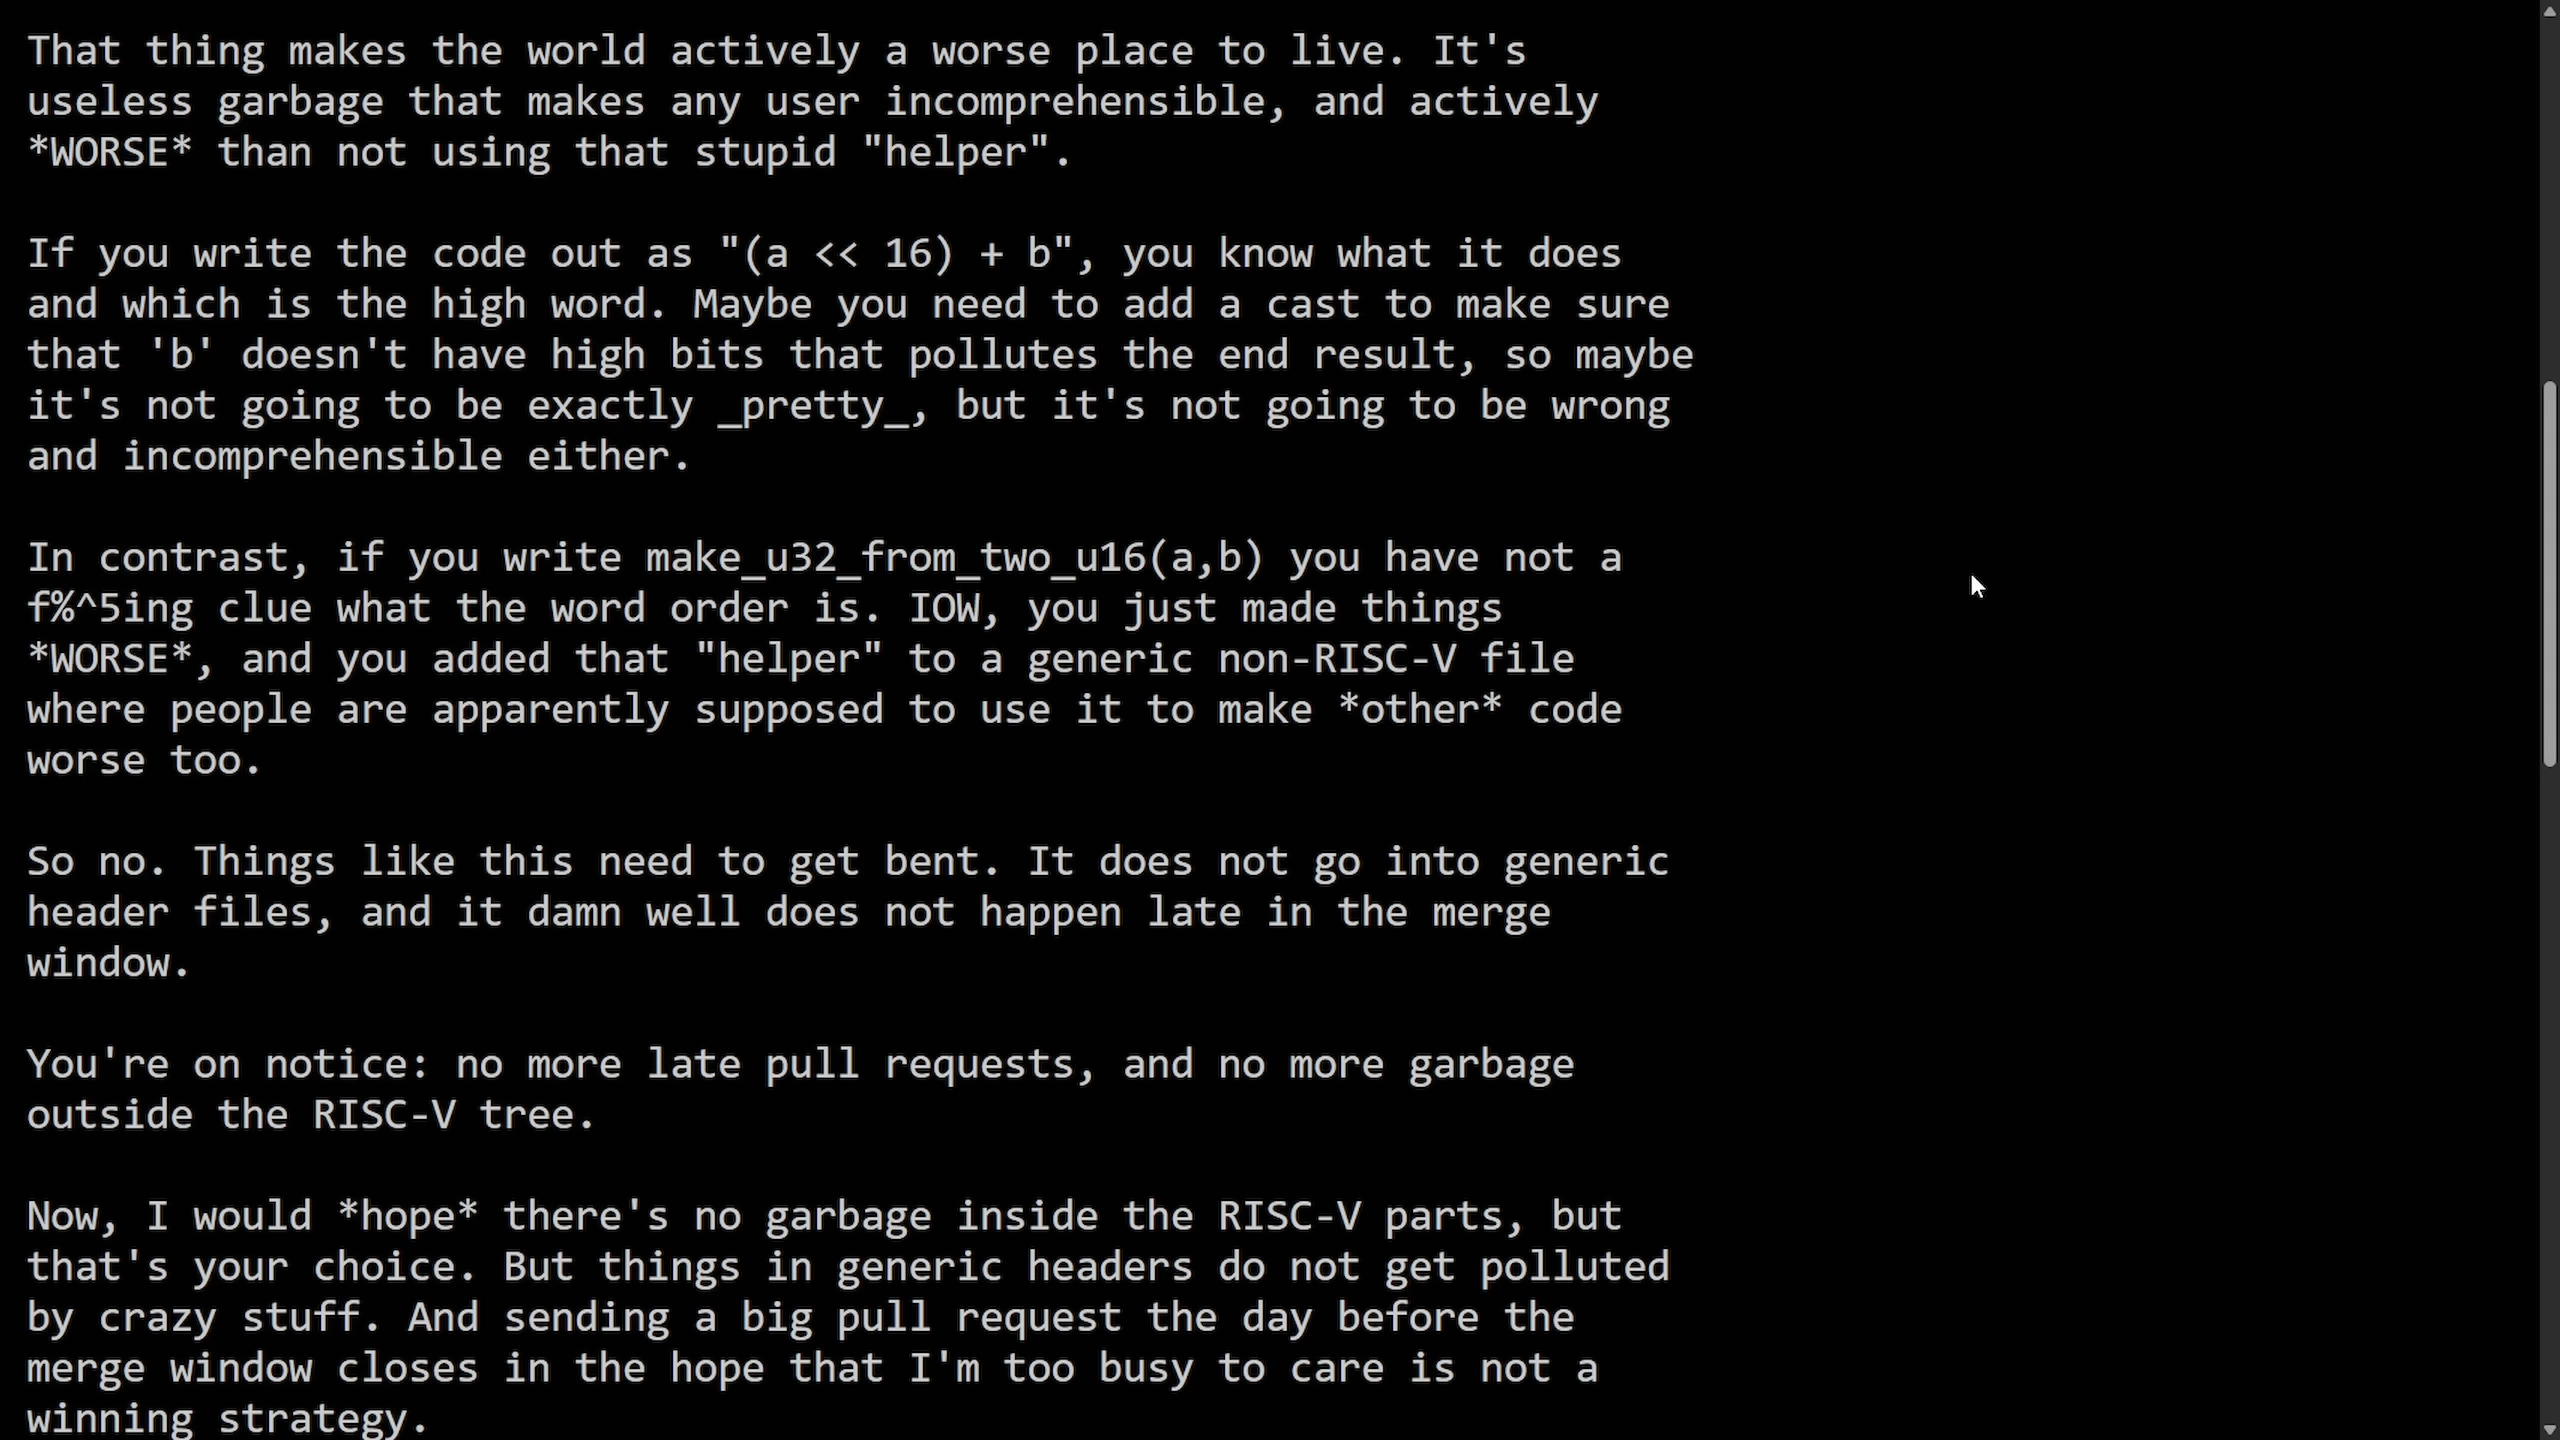 That thing makes the world actively a worse place to live. It's
useless garbage that makes any user incomprehensible, and actively
*WORSE* than not using that stupid "helper".
If you write the code out as "(a << 16) + b", you know what it does
and which is the high word. Maybe you need to add a cast to make sure
that 'b' doesn't have high bits that pollutes the end result, so maybe
it's not going to be exactly _pretty_, but it's not going to be wrong
and incomprehensible either.
In contrast, if you write make_u32_from_two_u16(a,b) you have not a
f%^5ing clue what the word order is. IOW, you just made things
*WORSE*, and you added that "helper" to a generic non-RISC-V file
where people are apparently supposed to use it to make *other* code
worse too.
So no. Things like this need to get bent. It does not go into generic
header files, and it damn well does not happen late in the merge
window.
You're on notice: no more late pull requests, and no more garbage
outside the RISC-V tree.
Now, I would *hope* there's no garbage inside the RISC-V parts, but
that's your choice. But things in generic headers do not get polluted
by crazy stuff. And sending a big pull request the day before the
merge window closes in the hope that I'm too busy to care is not a
winning strategy.